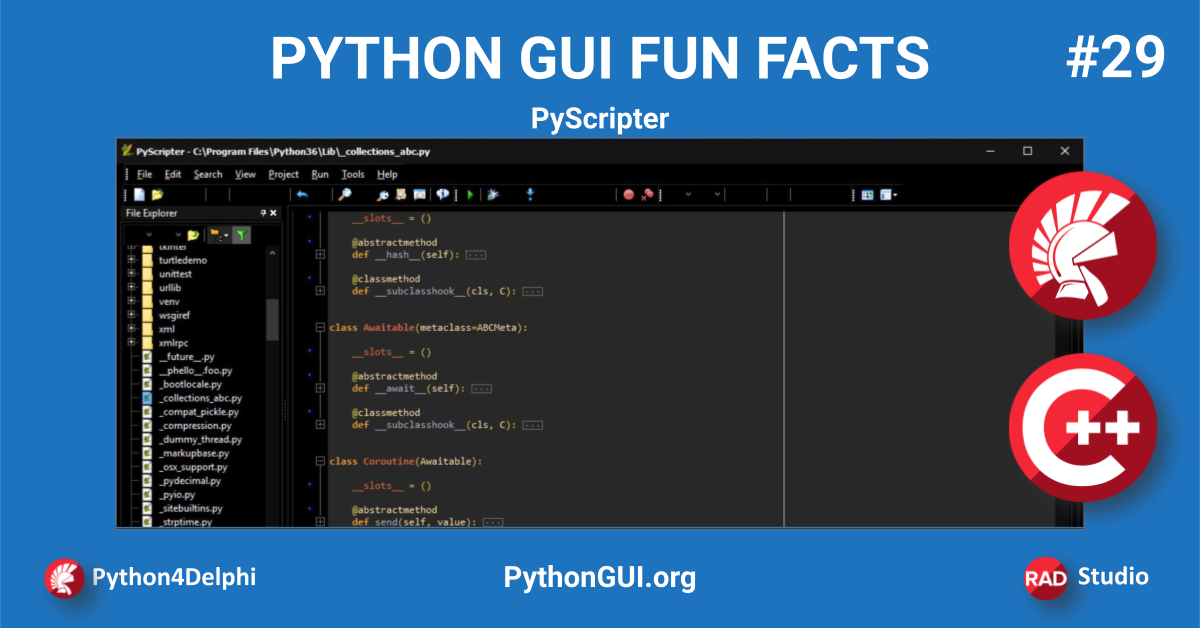 PYTHON GUI FUN FACTS
#29
PyScripter
PyScripter - C:\Program Files\Python36\Lib\_collections_abc.py
File Edit Search View Project Run Tools Help
File Explorer
tkinter
turtledemo
unittest
urllib
venv
wsgiref
xml
xmlrpc
__future__.py
__phello__.foo.py
_bootlocale.py
_collections_abc.py
_compat_pickle.py
_compression.py
_dummy_thread.py
_markupbase.py
_osx_support.py
_pydecimal.py
_pyio.py
_sitebuiltins.py
_strptime.py
__slots__ = ()
@abstractmethod
def __hash__(self): ...
@classmethod
def __subclasshook__(cls, C): ...
class Awaitable(metaclass=ABCMeta):
__slots__ = ()
@abstractmethod
def __await__(self): ...
@classmethod
def __subclasshook__(cls, C): ...
class Coroutine(Awaitable):
__slots__ = ()
@abstractmethod
def send(self, value): ...
C++
Python4Delphi
PythonGUI.org
RAD Studio